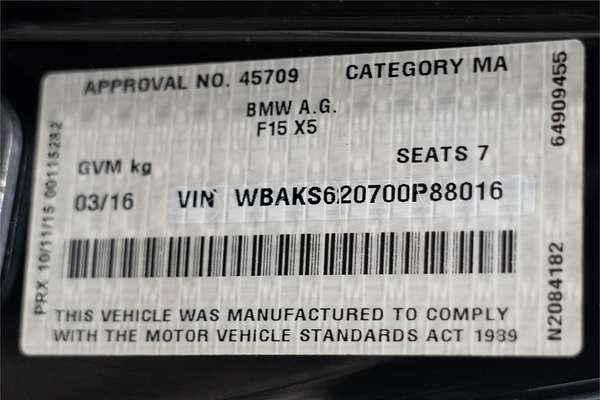 APPROVAL NO. 45709 CATEGORY MA
BMW A.G.
F15 X5
SEATS 7
GVM kg
03/16 VIN WBAKS620700P88016
THIS VEHICLE WAS MANUFACTURED TO COMPLY
WITH THE MOTOR VEHICLE STANDARDS ACT 1989
PRX 10/11/15 00115282
N2084182 64909455